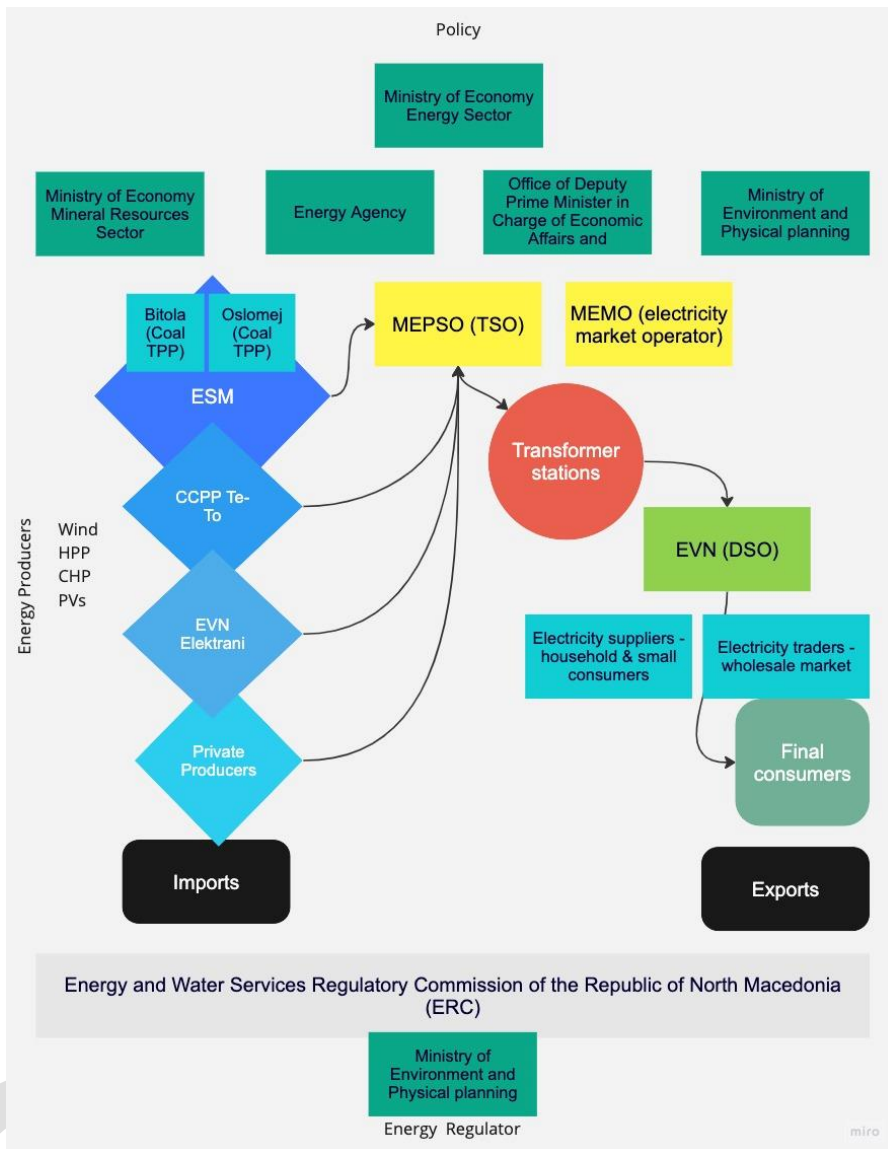 Policy
Ministry of Economy
Energy Sector
Ministry of Economy
Mineral Resources
Sector
Energy Agency
Office of Deputy
Prime Minister in
Charge of Economic
Affairs and
Ministry of
Environment and
Physical planning
Bitola
(Coal
TPP)
Oslomej
(Coal
TPP)
ESM
MEPSO (TSO)
MEMO (electricity
market operator)
CCPP Te-
To
Transformer
stations
Energy Producers
Wind
HPP
CHP
PVs
EVN (DSO)
EVN
Elektrani
Electricity suppliers -
household & small
consumers
Electricity traders -
wholesale market
Private
Producers
Final
consumers
Imports
Exports
Energy and Water Services Regulatory Commission of the Republic of North Macedonia
(ERC)
Ministry of
Environment and
Physical planning
Energy Regulator
miro